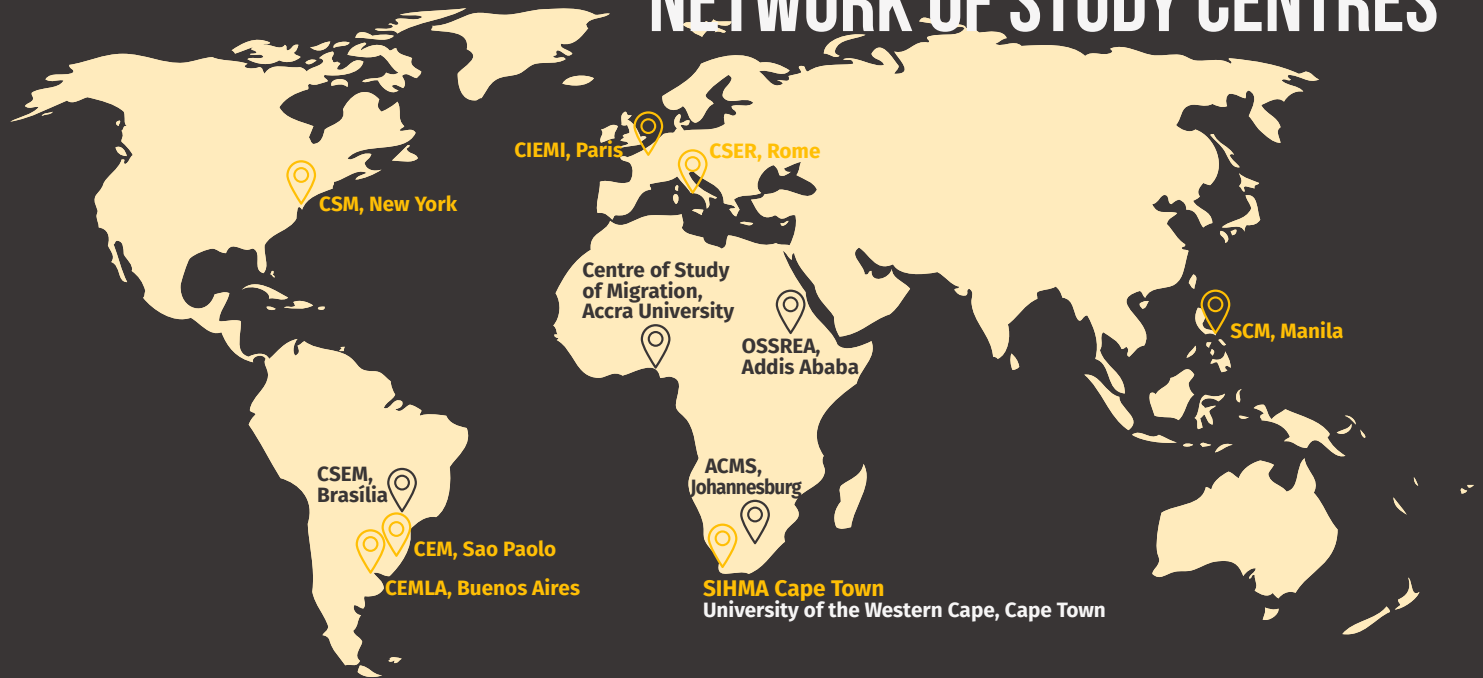 NETWORK OF STUDY CENTRES
CIEMI, Paris
CSER, Rome
CSM, New York
Centre of Study
of Migration,
Accra University
OSSREA,
Addis Ababa
SCM, Manila
CSEM,
Brasília
ACMS,
Johannesburg
CEM, Sao Paolo
CEMLA, Buenos Aires
SIHMA Cape Town
University of the Western Cape, Cape Town